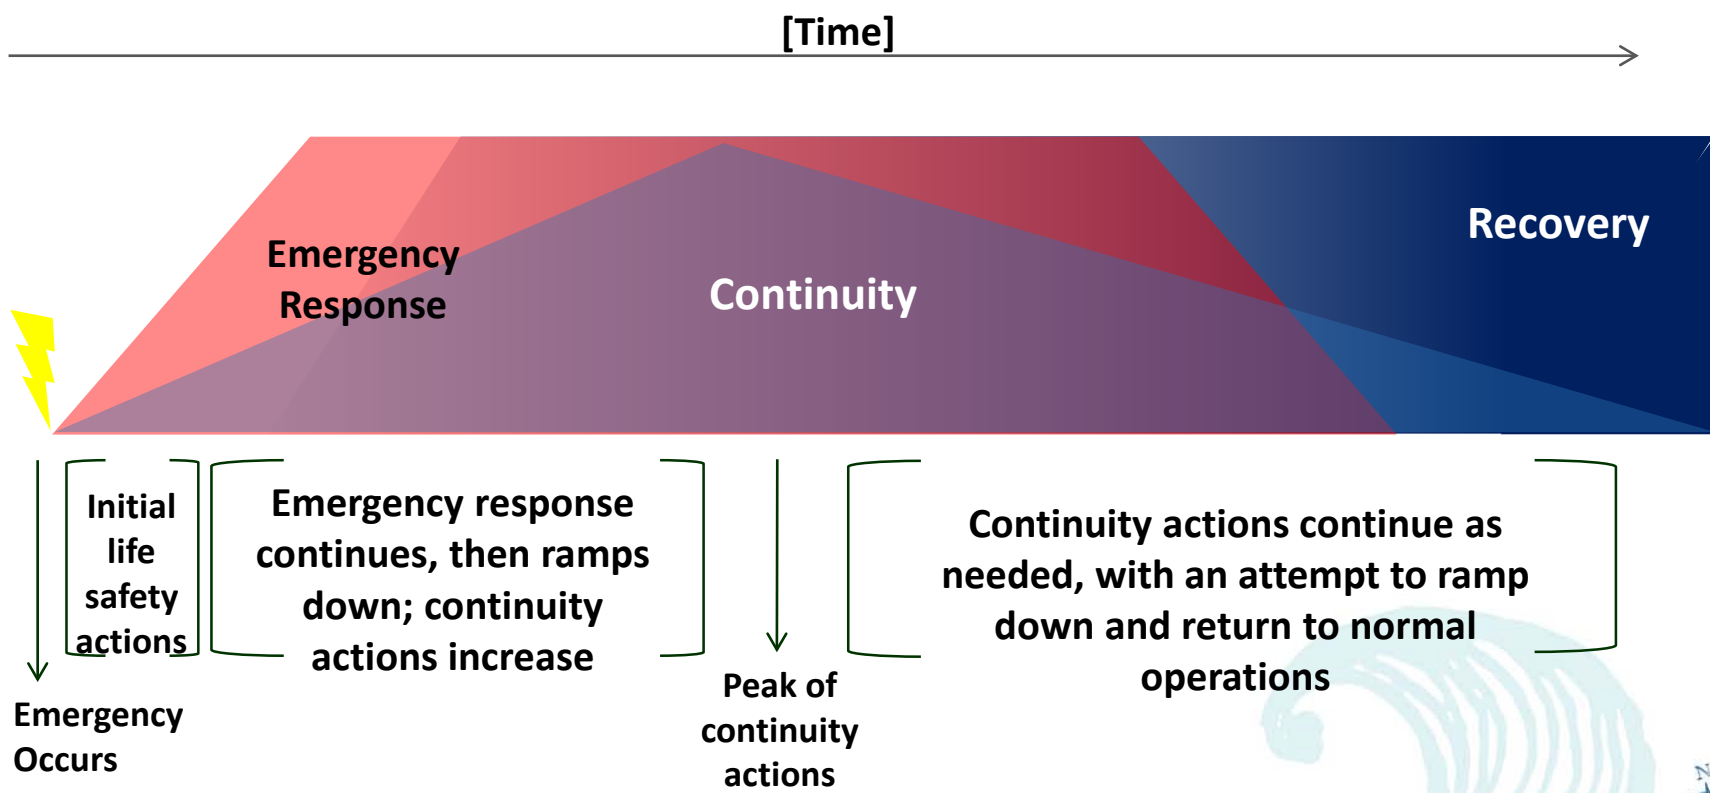 [Time]
Emergency
Response
Continuity
Recovery
Initial
life
safety
actions
Emergency response
continues, then ramps
down; continuity
actions increase
Continuity actions continue as
needed, with an attempt to ramp
down and return to normal
operations
Emergency
Occurs
Peak of
continuity
actions
N